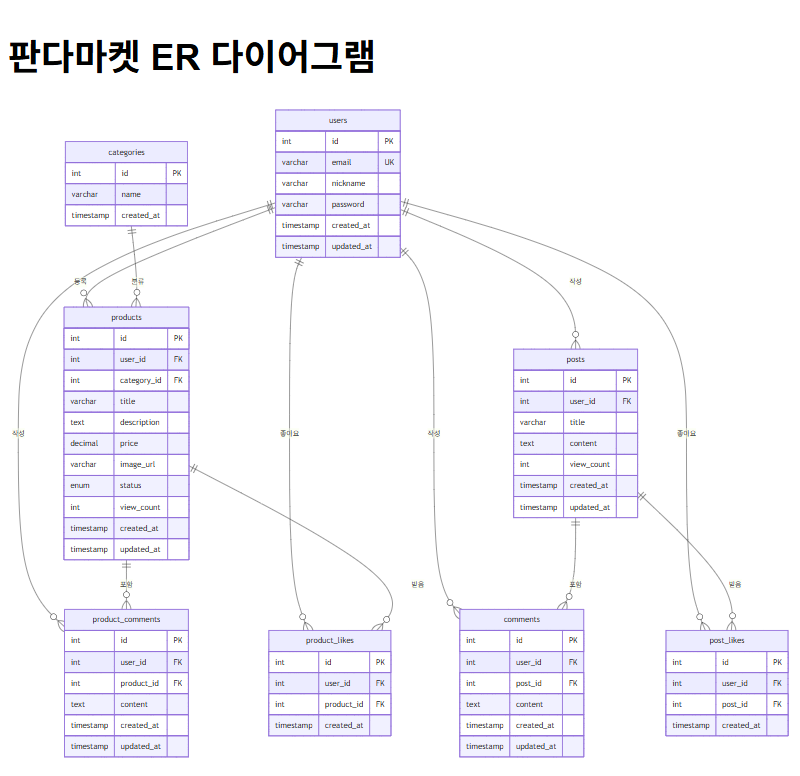 판다마켓 ER 다이어그램
users
int id PK
varchar email UK
varchar nickname
varchar password
timestamp created_at
timestamp updated_at
categories
int id PK
varchar name
timestamp created_at
등록
분류
작성
products
int id PK
int user_id FK
int category_id FK
varchar title
text description
decimal price
varchar image_url
enum status
int view_count
timestamp created_at
timestamp updated_at
posts
int id PK
int user_id FK
varchar title
text content
int view_count
timestamp created_at
timestamp updated_at
작성
좋아요
작성
좋아요
포함
받음
포함
받음
product_comments
int id PK
int user_id FK
int product_id FK
text content
timestamp created_at
timestamp updated_at
product_likes
int id PK
int user_id FK
int product_id FK
timestamp created_at
comments
int id PK
int user_id FK
int post_id FK
text content
timestamp created_at
timestamp updated_at
post_likes
int id PK
int user_id FK
int post_id FK
timestamp created_at